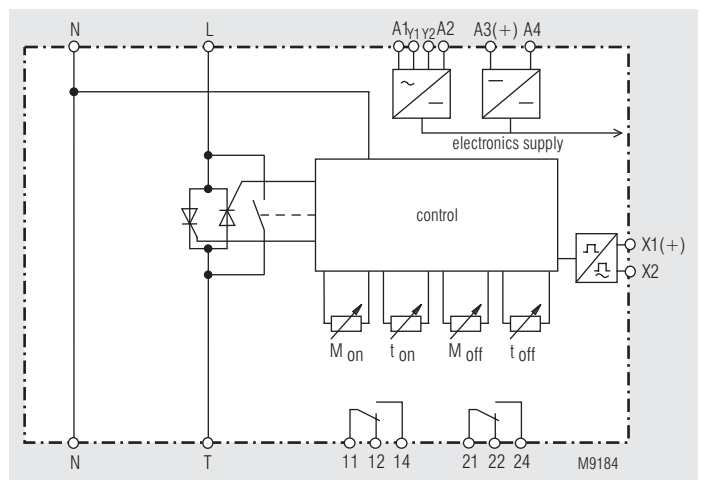 N L A1 Y1 Y2 A2 A3(+) A4
electronics supply
control
X1(+)
X2
M on t on M off t off
N T 11 12 14 21 22 24 M9184